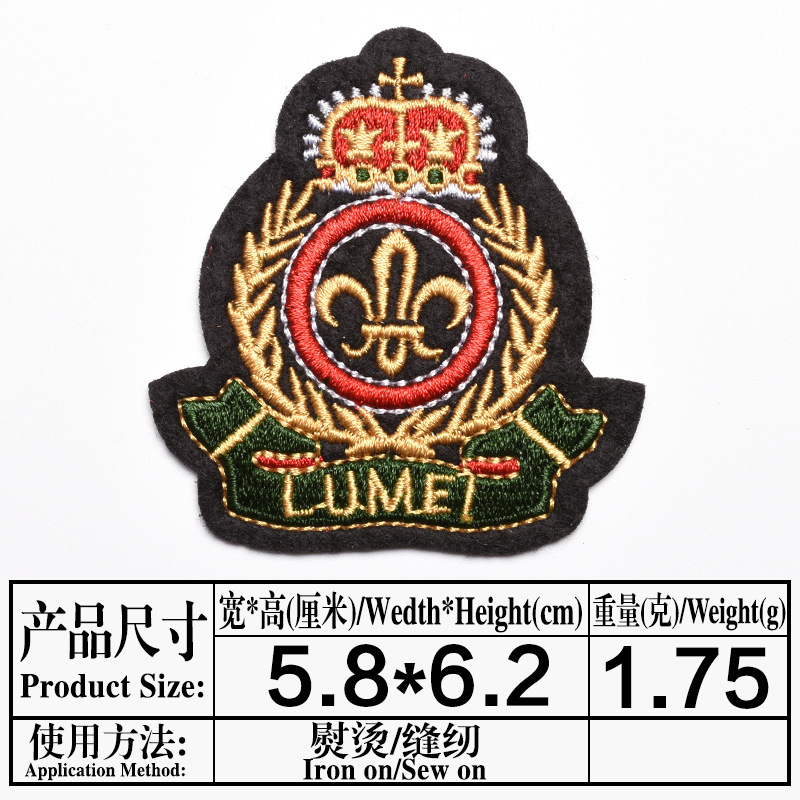 LUMEI
产品尺寸
Product Size:
宽*高(厘米)/Wedth*Height(cm)
重量(克)/Weight(g)
5.8*6.2
1.75
使用方法:
Application Method:
熨烫/缝纫
Iron on/Sew on